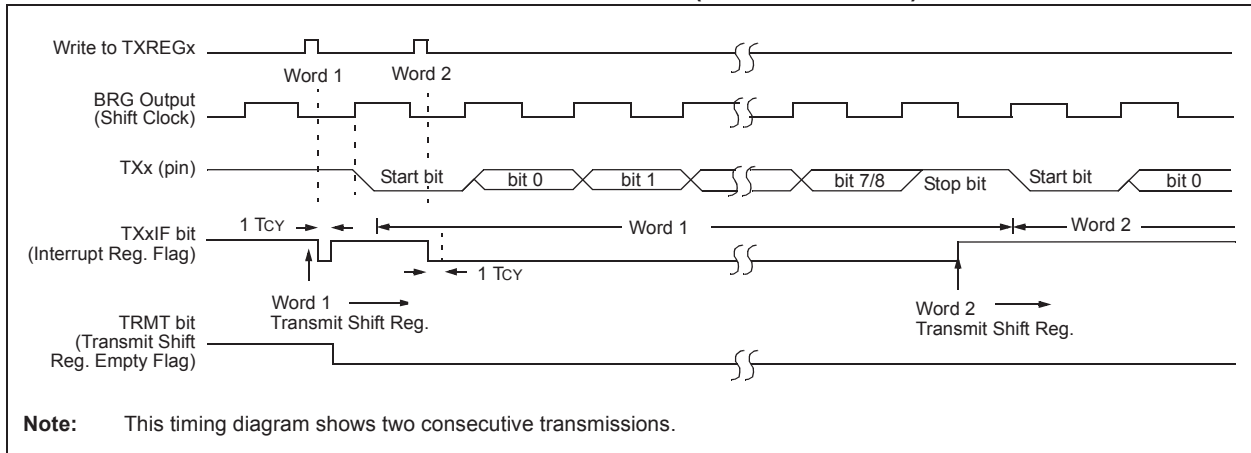 Write to TXREGx
Word 1
Word 2
BRG Output
(Shift Clock)
TXx (pin)
Start bit
bit 0
bit 1
bit 7/8
Stop bit
Start bit
bit 0
1 TCY
Word 1
Word 2
TXxIF bit
(Interrupt Reg. Flag)
1 TCY
Word 1
Transmit Shift Reg.
Word 2
Transmit Shift Reg.
TRMT bit
(Transmit Shift
Reg. Empty Flag)
Note: This timing diagram shows two consecutive transmissions.